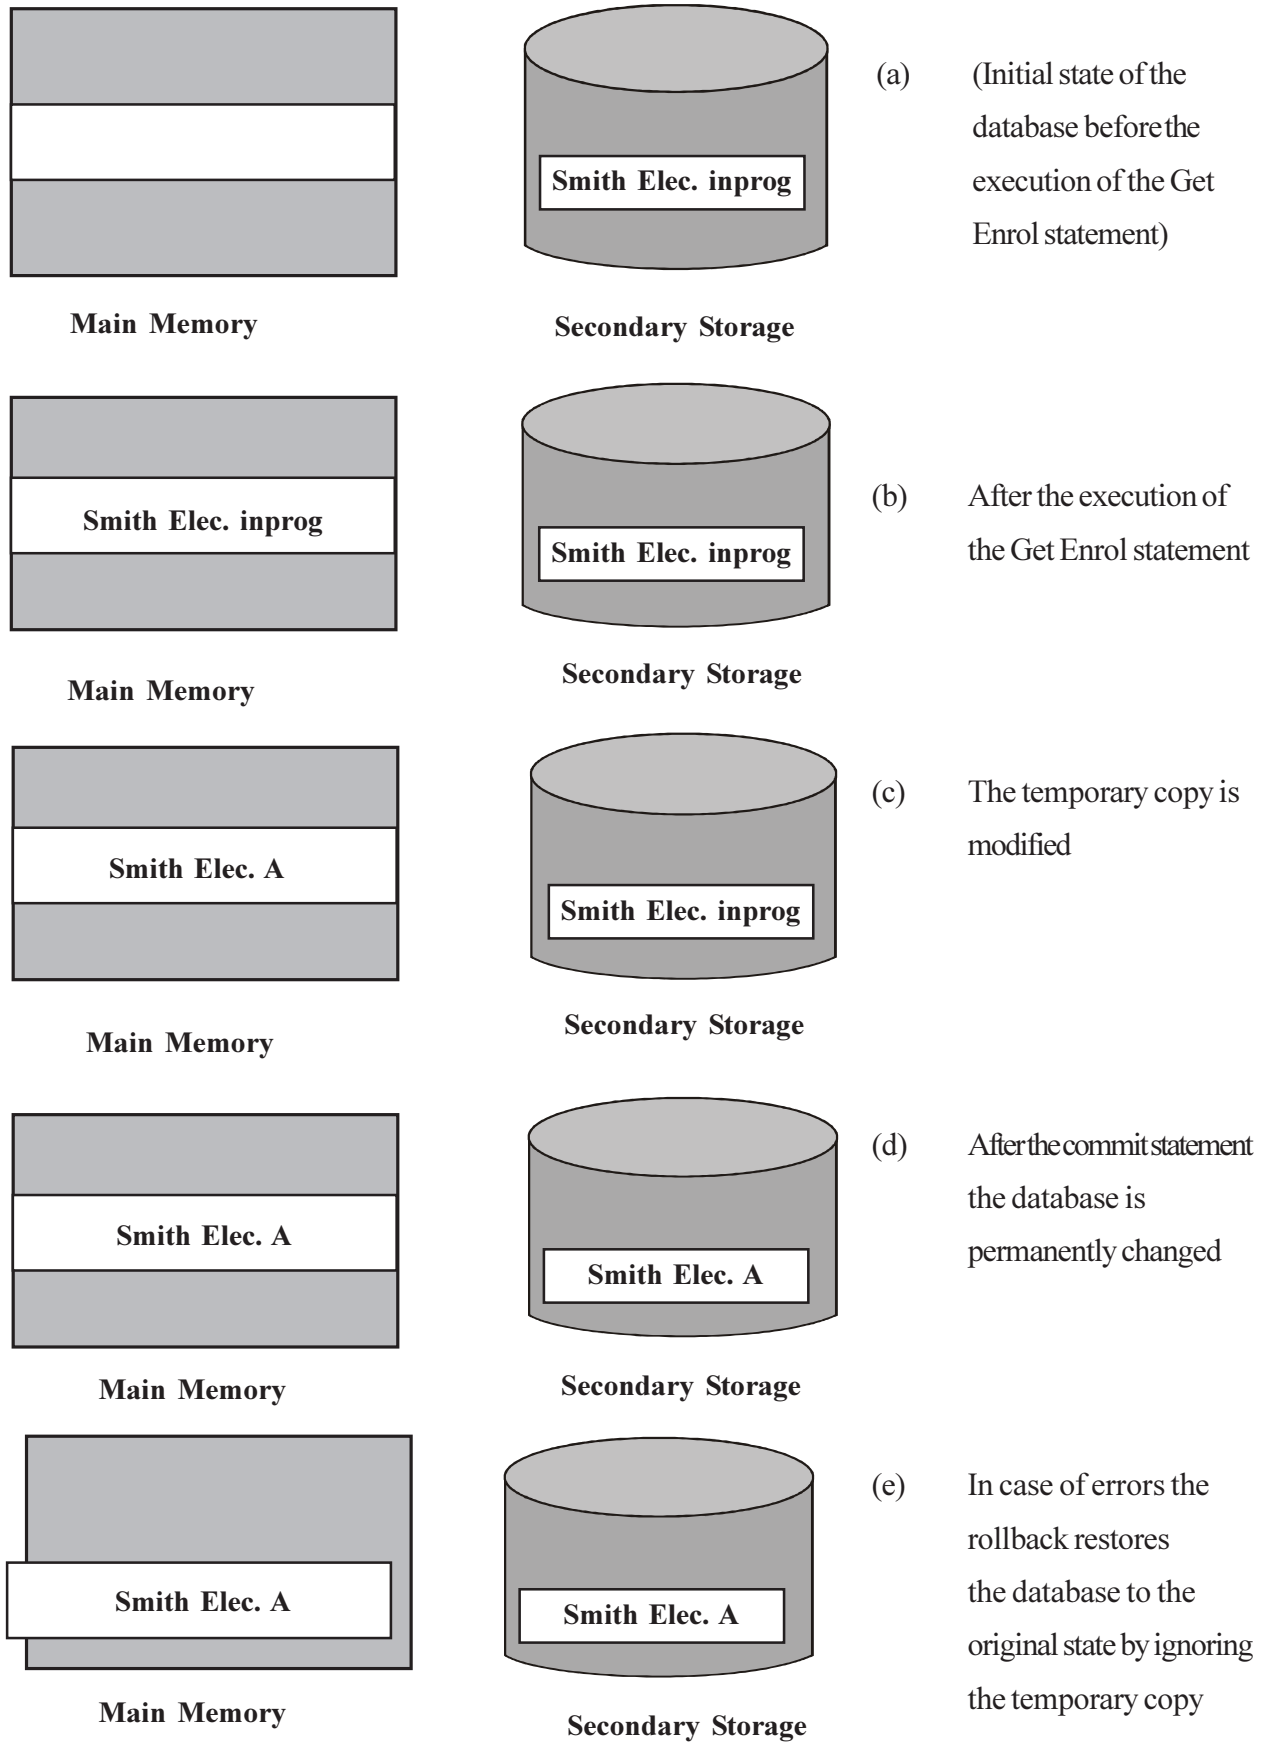 (a) (Initial state of the
database before the
execution of the Get
Enrol statement)
Smith Elec. inprog
Main Memory
Secondary Storage
(b) After the execution of
the Get Enrol statement
Smith Elec. inprog
Smith Elec. inprog
Main Memory
Secondary Storage
(c) The temporary copy is
modified
Smith Elec. A
Smith Elec. inprog
Main Memory
Secondary Storage
(d) After the commit statement
the database is
permanently changed
Smith Elec. A
Smith Elec. A
Main Memory
Secondary Storage
(e) In case of errors the
rollback restores
the database to the
original state by ignoring
the temporary copy
Smith Elec. A
Smith Elec. A
Main Memory
Secondary Storage